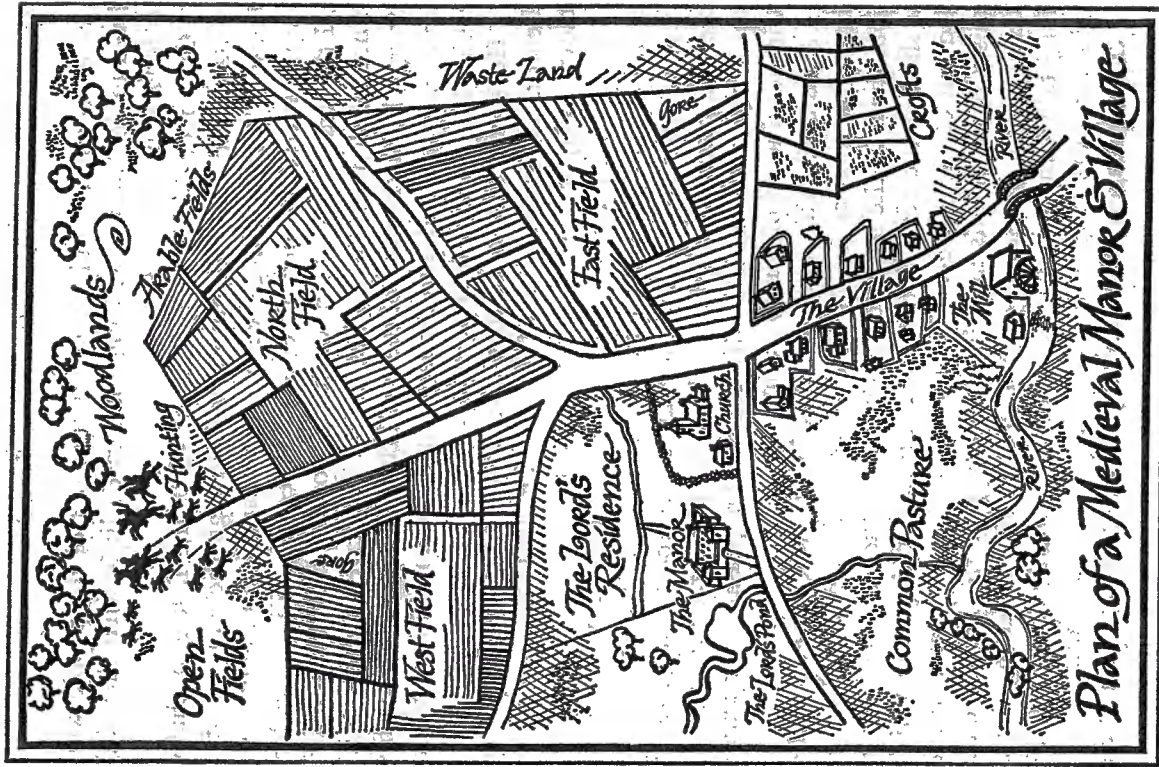 Woodlands
Arable Fields
Hunting
Open
Fields
North
Field
gore
West Field
Waste Land
East Field
gore
The Lord's
Residence
The Manor
Church
The Lord's Pond
The Village
Crofts
Common Pasture
The
Mill
River
River
Plan of a Medieval Manor & Village